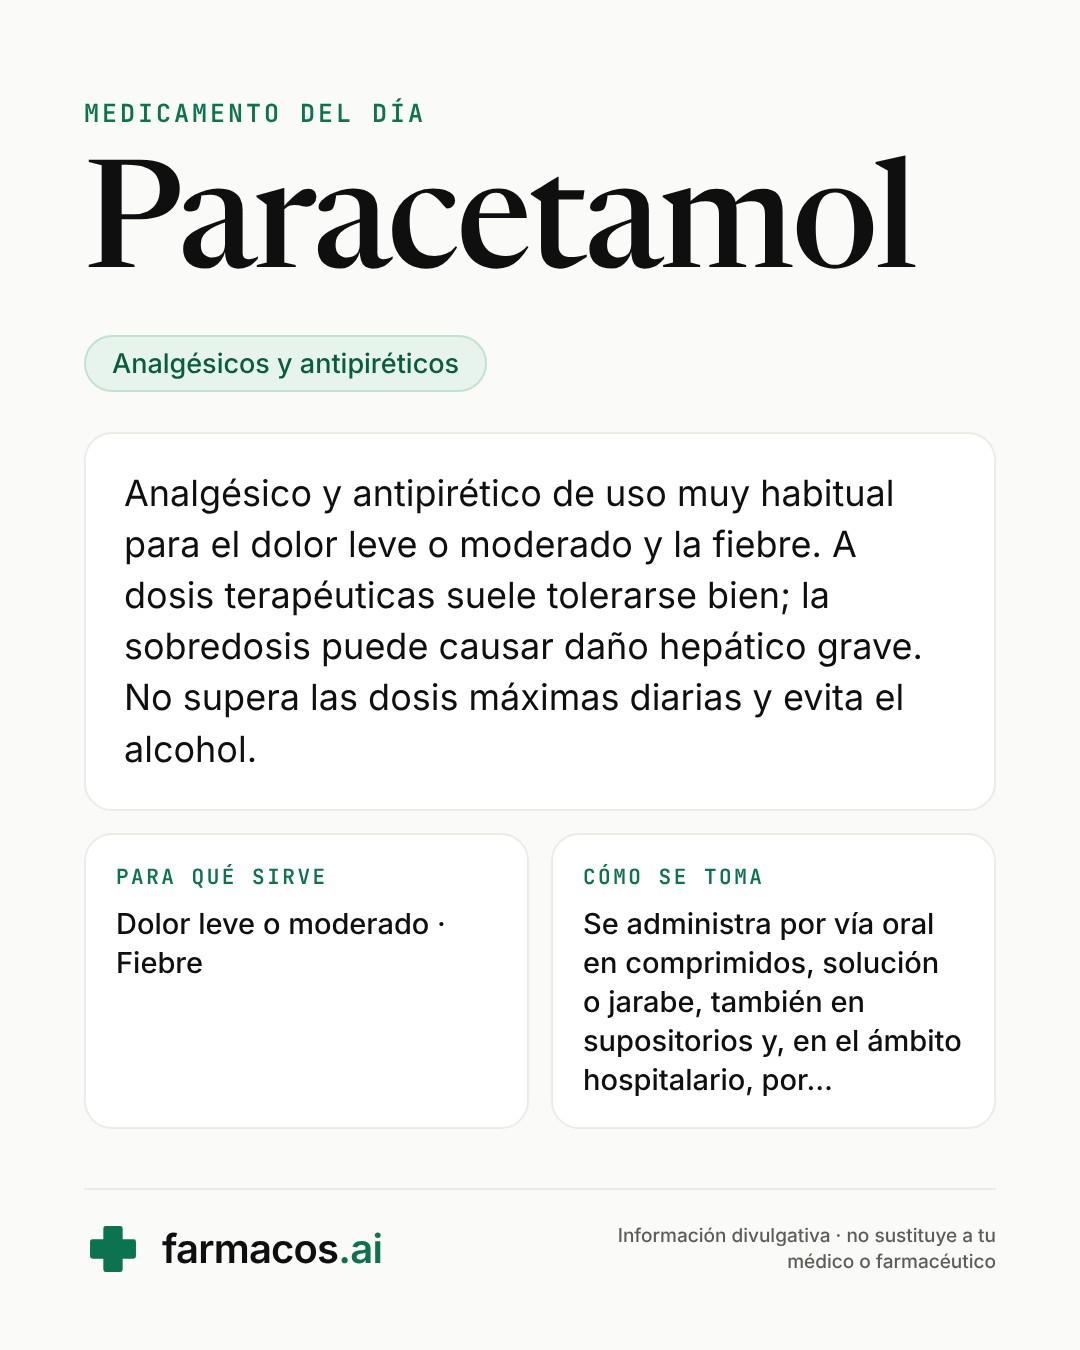 MEDICAMENTO DEL DÍA
Paracetamol
Analgésicos y antipiréticos
Analgésico y antipirético de uso muy habitual
para el dolor leve o moderado y la fiebre. A
dosis terapéuticas suele tolerarse bien; la
sobredosis puede causar daño hepático grave.
No supera las dosis máximas diarias y evita el
alcohol.
PARA QUÉ SIRVE
Dolor leve o moderado ·
Fiebre
CÓMO SE TOMA
Se administra por vía oral
en comprimidos, solución
o jarabe, también en
supositorios y, en el ámbito
hospitalario, por...
farmacos.ai
Información divulgativa · no sustituye a tu
médico o farmacéutico